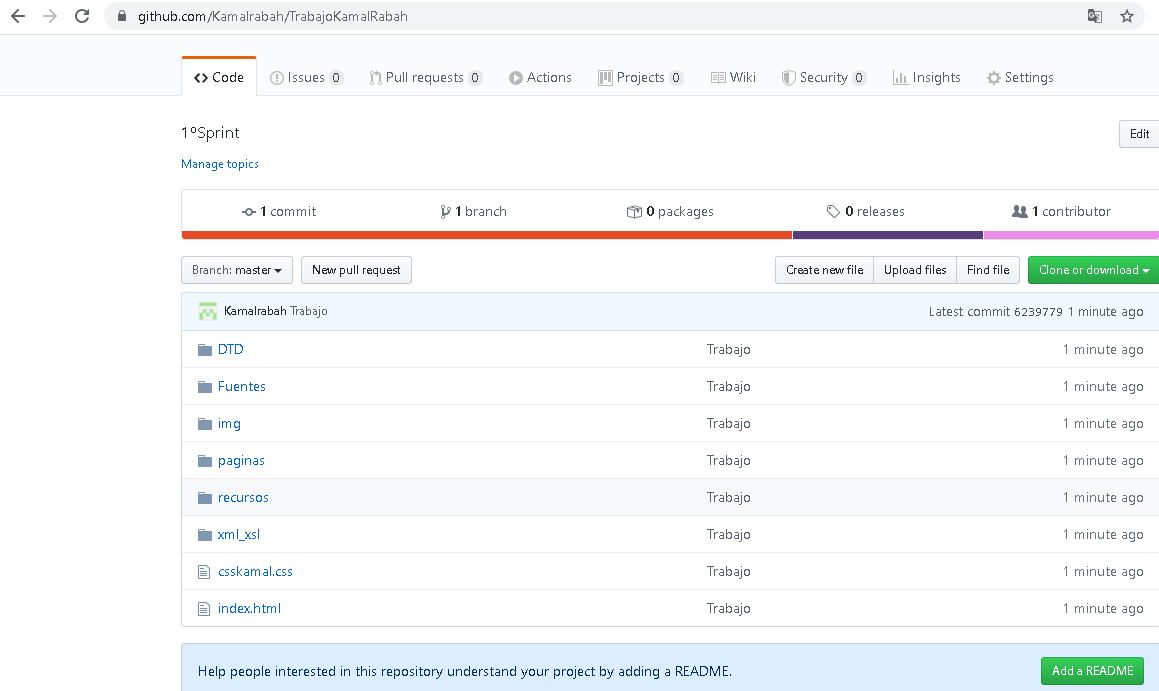 github.com/Kamalrabah/TrabajoKamalRabah
Code Issues 0 Pull requests 0 Actions Projects 0 Wiki Security 0 Insights Settings
1ºSprint Edit
Manage topics
1 commit 1 branch 0 packages 0 releases 1 contributor
Branch: master New pull request Create new file Upload files Find file Clone or download
Kamalrabah Trabajo Latest commit 6239779 1 minute ago
DTD Trabajo 1 minute ago
Fuentes Trabajo 1 minute ago
img Trabajo 1 minute ago
paginas Trabajo 1 minute ago
recursos Trabajo 1 minute ago
xml_xsl Trabajo 1 minute ago
csskamal.css Trabajo 1 minute ago
index.html Trabajo 1 minute ago
Help people interested in this repository understand your project by adding a README. Add a README